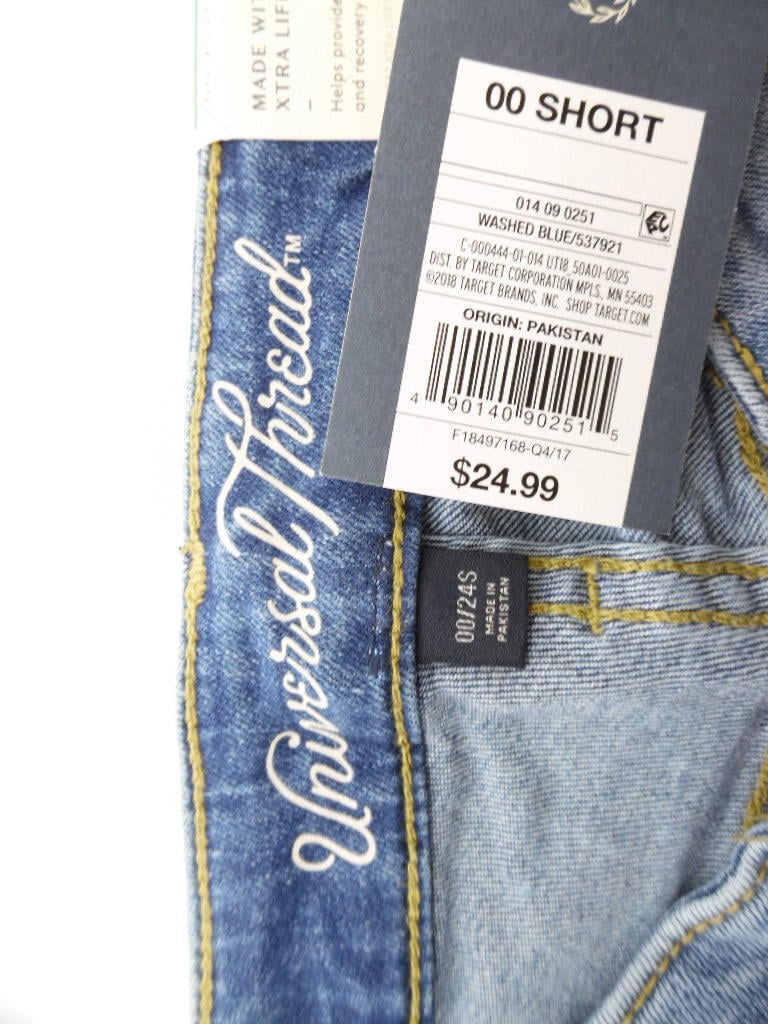 MADE WIT
XTRA LIF
Helps provide
and recovery
00 SHORT
014 09 0251
WASHED BLUE/537921
C-000444-01-014 UT18_50A01-0025
DIST. BY TARGET CORPORATION MPLS, MN 55403
©2018 TARGET BRANDS, INC. SHOP TARGET.COM
ORIGIN: PAKISTAN
4 90140 90251 5
F18497168-Q4/17
$24.99
Universal Thread™
00/24S
MADE IN
PAKISTAN